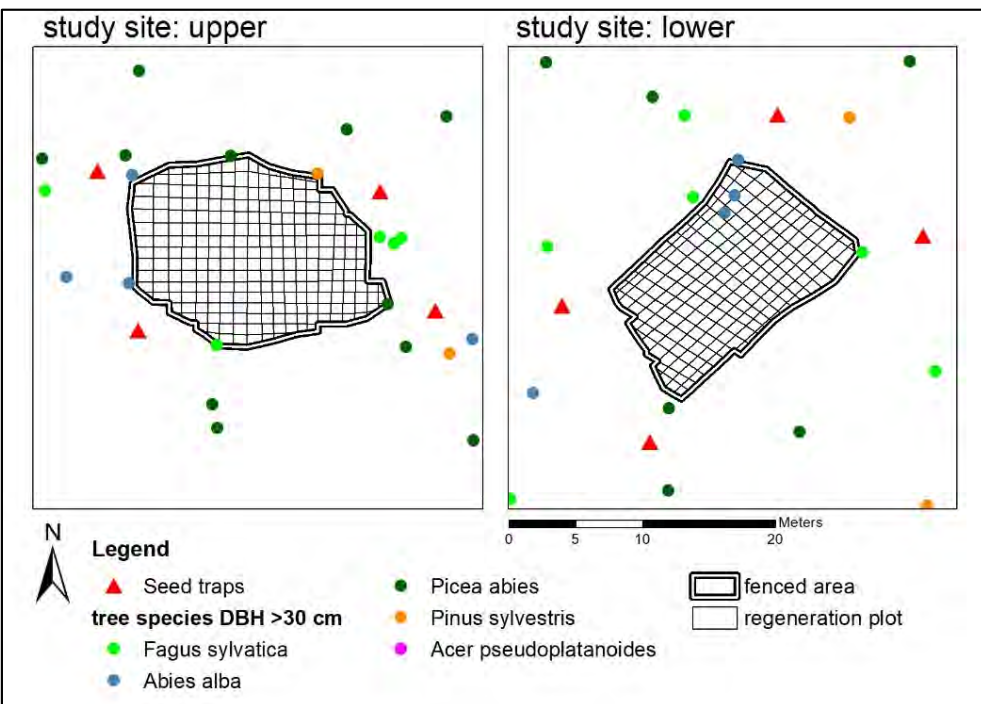 study site: upper
study site: lower
Meters
0 5 10 20
N
Legend
Seed traps
tree species DBH >30 cm
Fagus sylvatica
Abies alba
Picea abies
Pinus sylvestris
Acer pseudoplatanoides
fenced area
regeneration plot